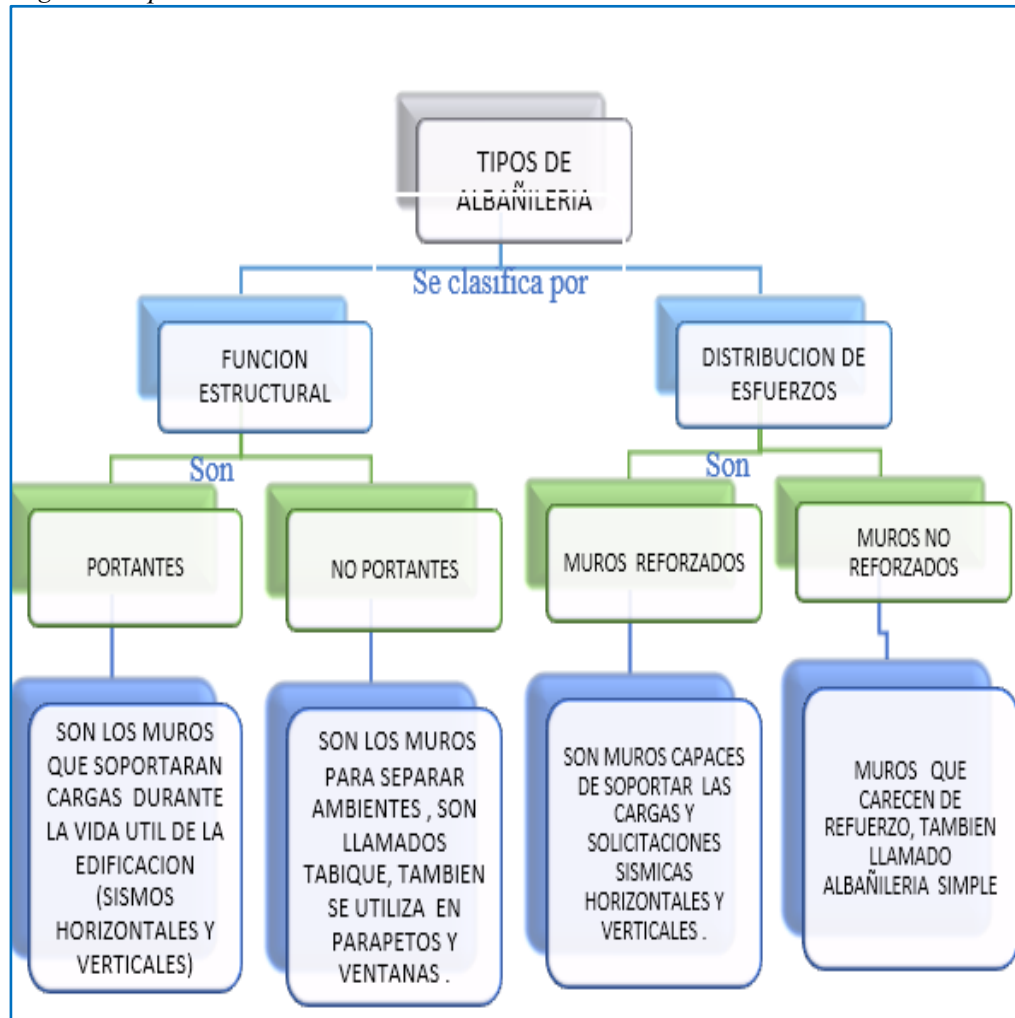 TIPOS DE
ALBAÑILERIA
Se clasifica por
FUNCION
ESTRUCTURAL
DISTRIBUCION DE
ESFUERZOS
Son
Son
PORTANTES
NO PORTANTES
MUROS REFORZADOS
MUROS NO
REFORZADOS
SON LOS MUROS
QUE SOPORTARAN
CARGAS DURANTE
LA VIDA UTIL DE LA
EDIFICACION
(SISMOS
HORIZONTALES Y
VERTICALES)
SON LOS MUROS
PARA SEPARAR
AMBIENTES , SON
LLAMADOS
TABIQUE, TAMBIEN
SE UTILIZA EN
PARAPETOS Y
VENTANAS .
SON MUROS CAPACES
DE SOPORTAR LAS
CARGAS Y
SOLICITACIONES
SISMICAS
HORIZONTALES Y
VERTICALES .
MUROS QUE
CARECEN DE
REFUERZO, TAMBIEN
LLAMADO
ALBAÑILERIA SIMPLE